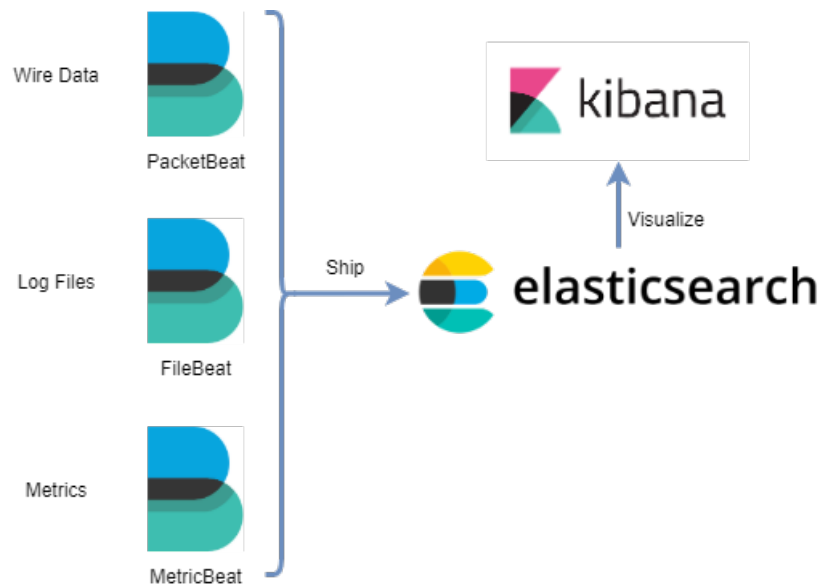 Wire Data
PacketBeat
Log Files
FileBeat
Metrics
MetricBeat
Ship
elasticsearch
Visualize
kibana